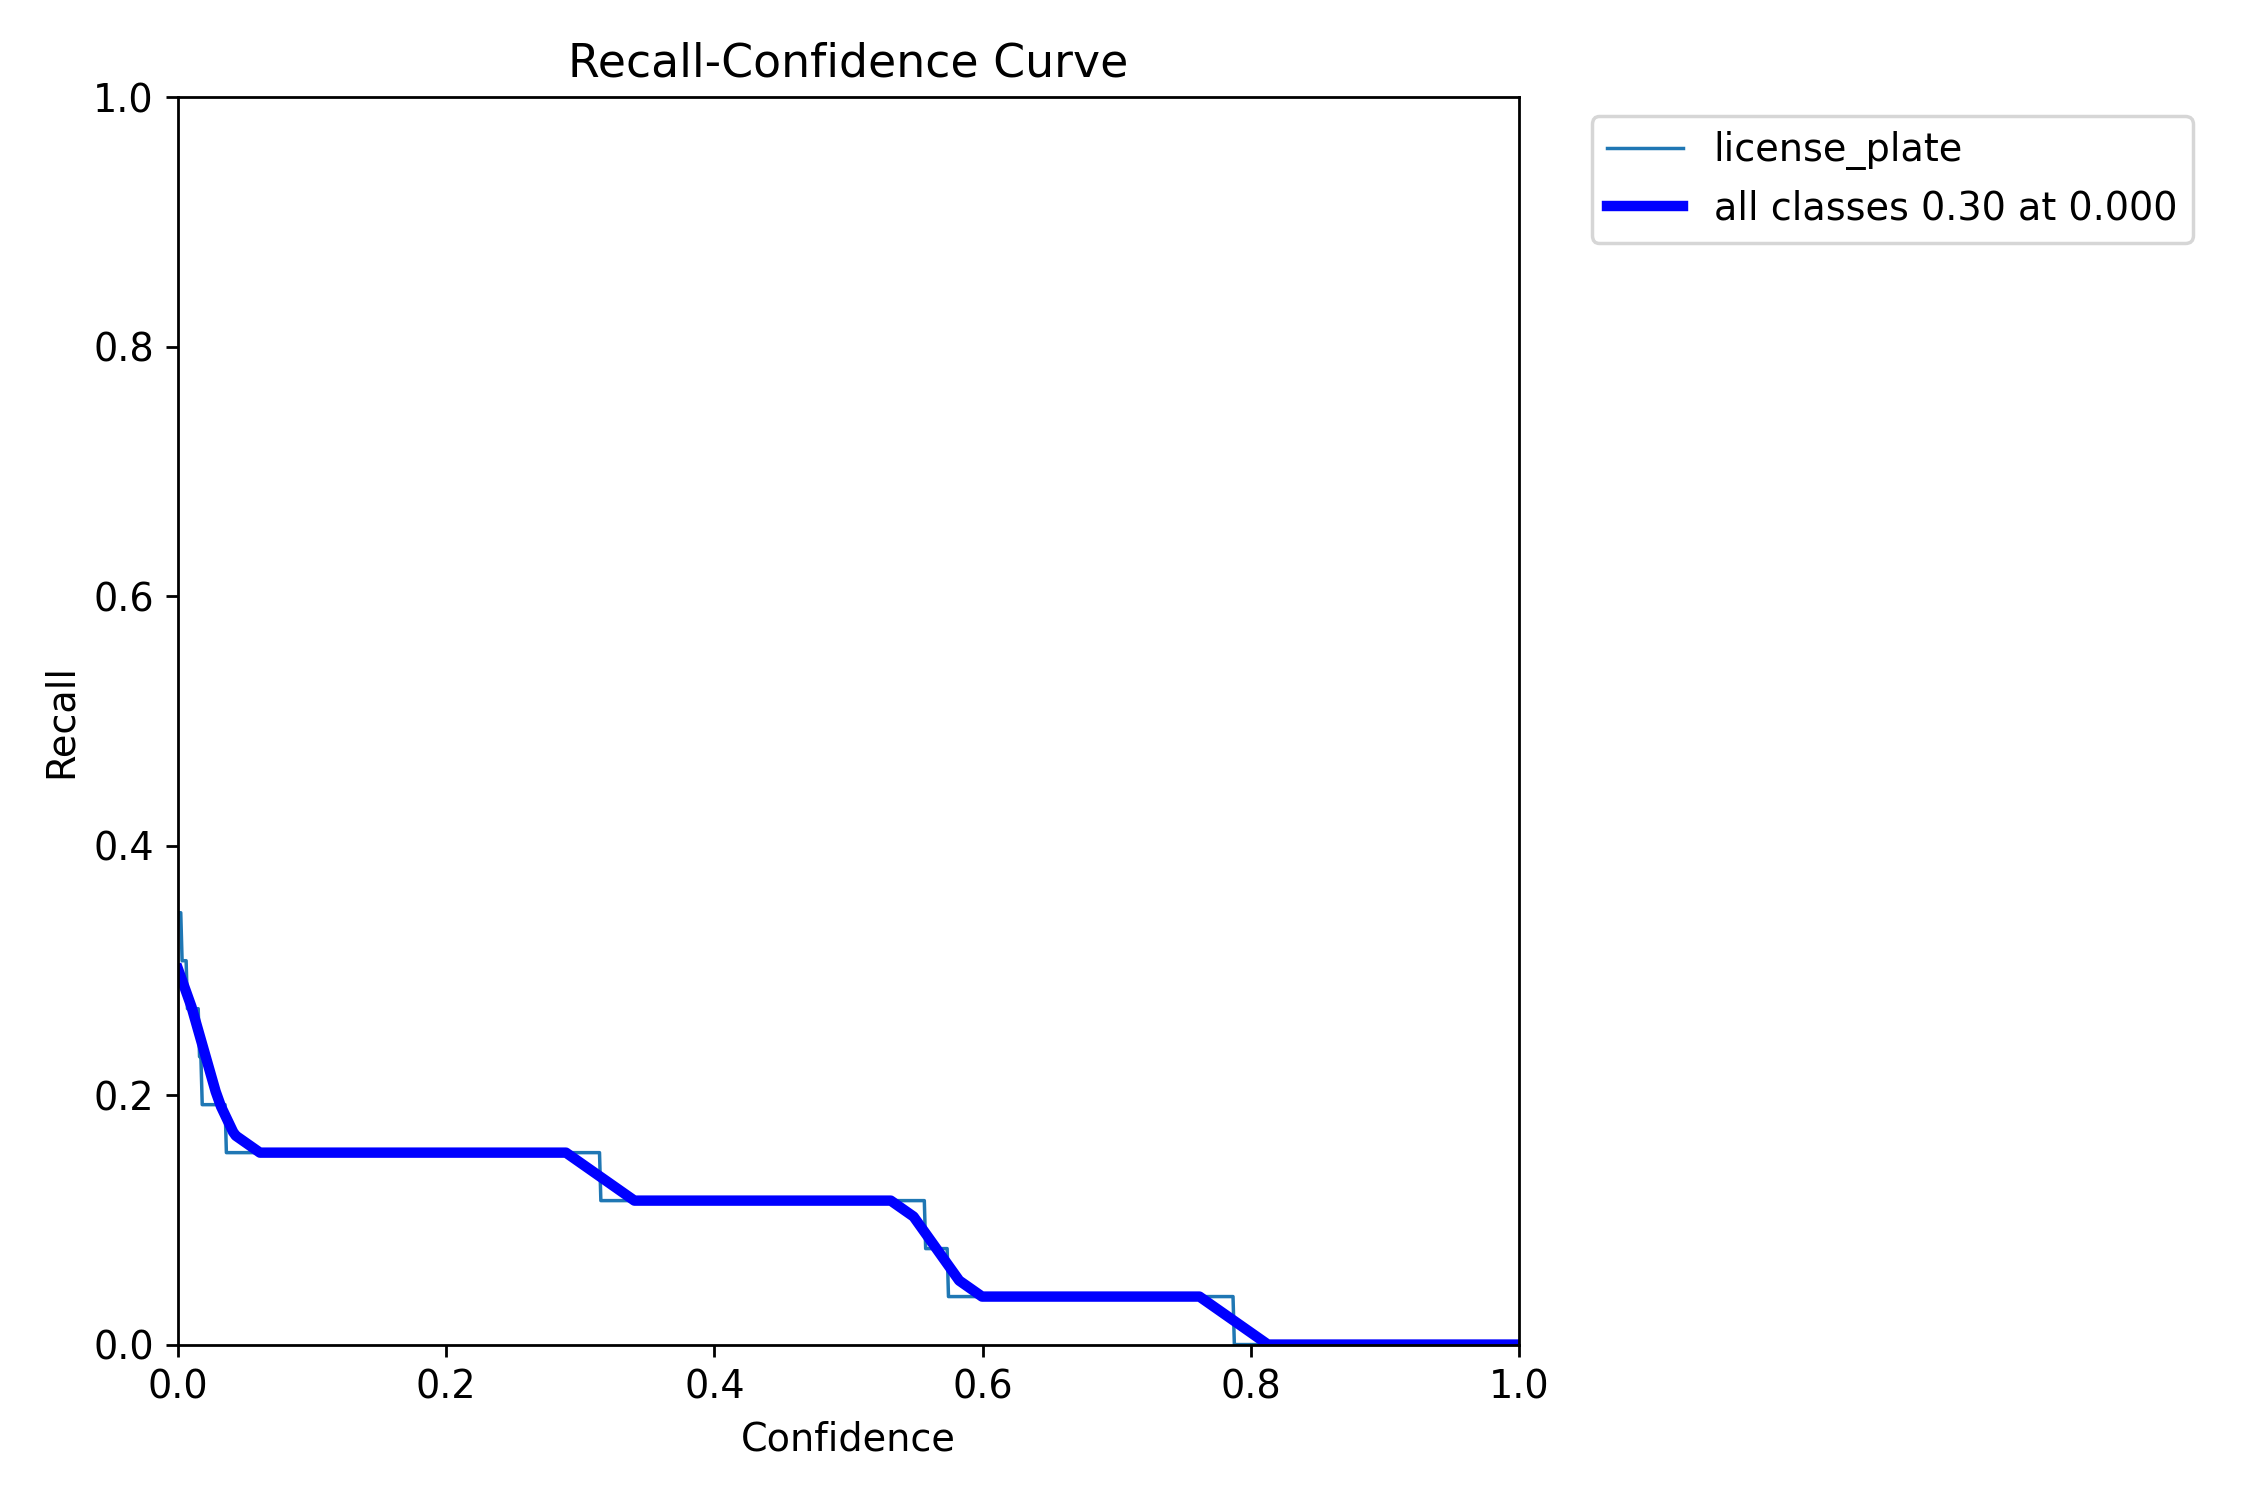 Recall-Confidence Curve
license_plate
all classes 0.30 at 0.000
1.0
0.8
0.6
0.4
0.2
0.0
Recall
0.0 0.2 0.4 0.6 0.8 1.0
Confidence